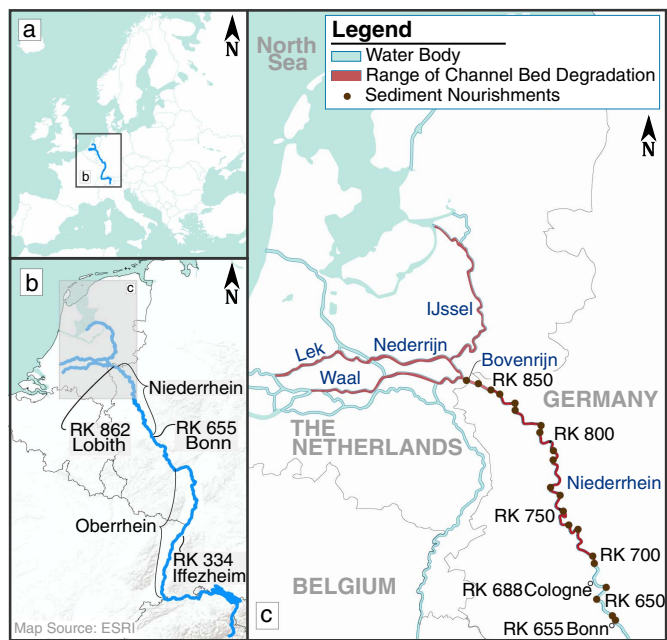 a
N
b
b
c
N
Niederrhein
RK 862
Lobith
RK 655
Bonn
Oberrhein
RK 334
Iffezheim
Map Source: ESRI
Legend
Water Body
Range of Channel Bed Degradation
Sediment Nourishments
North
Sea
N
IJssel
Lek
Nederrijn
Waal
Bovenrijn
RK 850
GERMANY
THE
NETHERLANDS
RK 800
Niederrhein
RK 750
RK 700
BELGIUM
RK 688 Cologne
RK 650
RK 655 Bonn
c